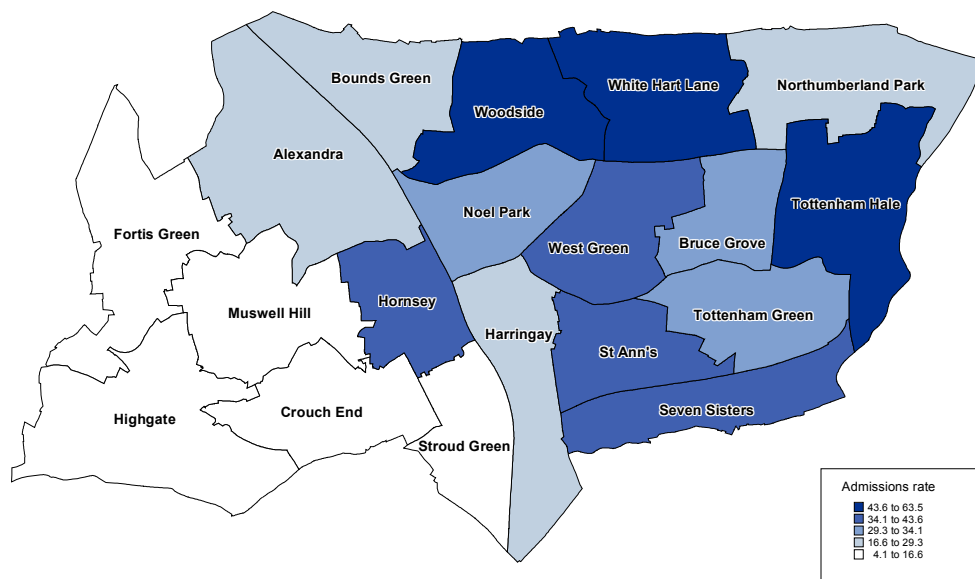 Bounds Green
Northumberland Park
White Hart Lane
Woodside
Alexandra
Tottenham Hale
Noel Park
Fortis Green
West Green
Bruce Grove
Hornsey
Muswell Hill
Tottenham Green
Harringay
St Ann's
Seven Sisters
Crouch End
Highgate
Stroud Green
Admissions rate
43.6 to 63.5
34.1 to 43.6
29.3 to 34.1
16.6 to 29.3
4.1 to 16.6